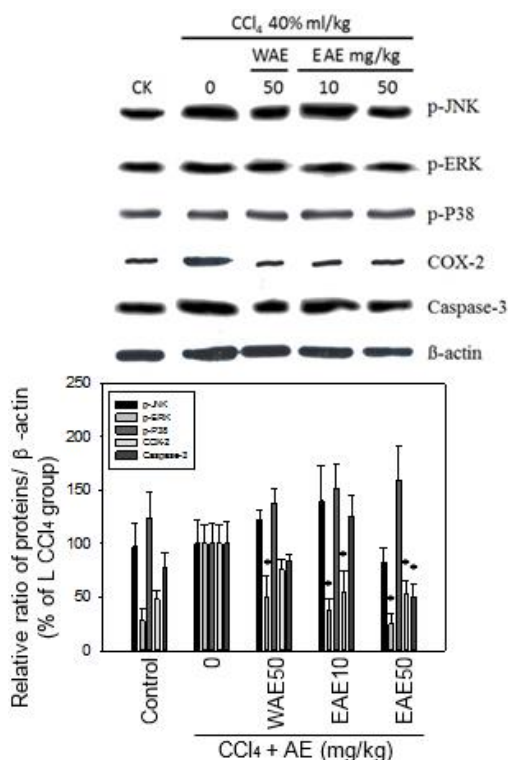 CCl₄ 40% ml/kg
WAE EAE mg/kg
CK 0 50 10 50
p-JNK
p-ERK
p-P38
COX-2
Caspase-3
β-actin
250
200
150
100
50
0
Relative ratio of proteins/ β -actin
(% of L CCl₄ group)
p-JNK
p-ERK
p-P38
COX-2
Caspase-3
Control
0
WAE50
EAE10
EAE50
CCl₄ + AE (mg/kg)